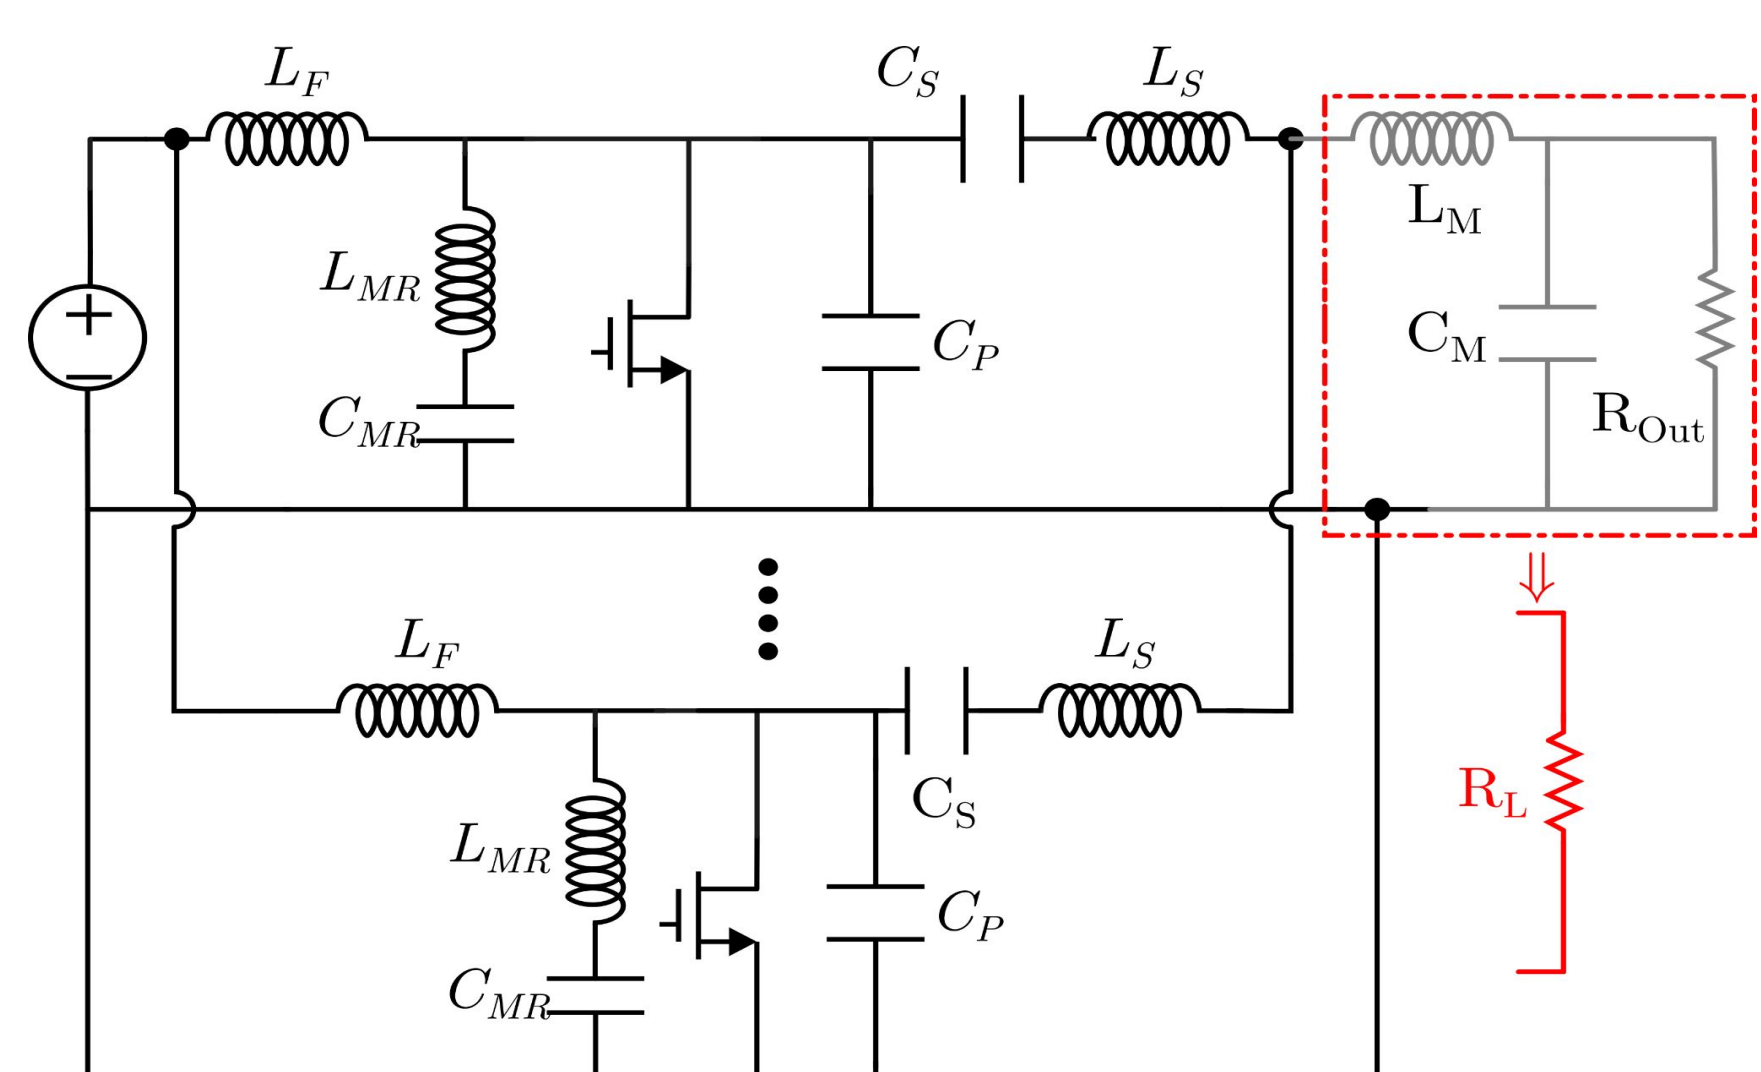 L_F
C_S
L_S
L_M
L_MR
C_P
C_M
C_MR
R_Out
+
−
⇓
L_F
L_S
R_L
C_S
L_MR
C_P
C_MR